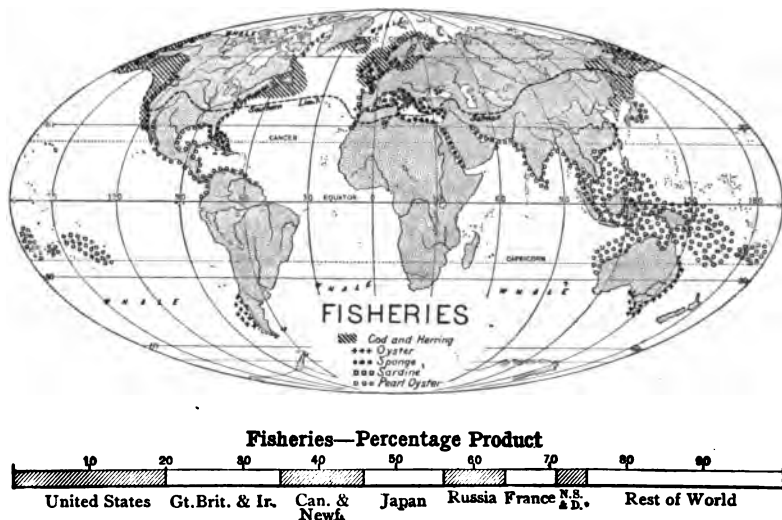 WHALE
CANCER
EQUATOR
CAPRICORN
WHALE
WHALE
WHALE
FISHERIES
Cod and Herring
Oyster
Sponge
Sardine
Pearl Oyster
Fisheries—Percentage Product
10 20 30 40 50 60 70 80 90
United States Gt.Brit. & Ir. Can. & Newf. Japan Russia France N.S. & D. Rest of World